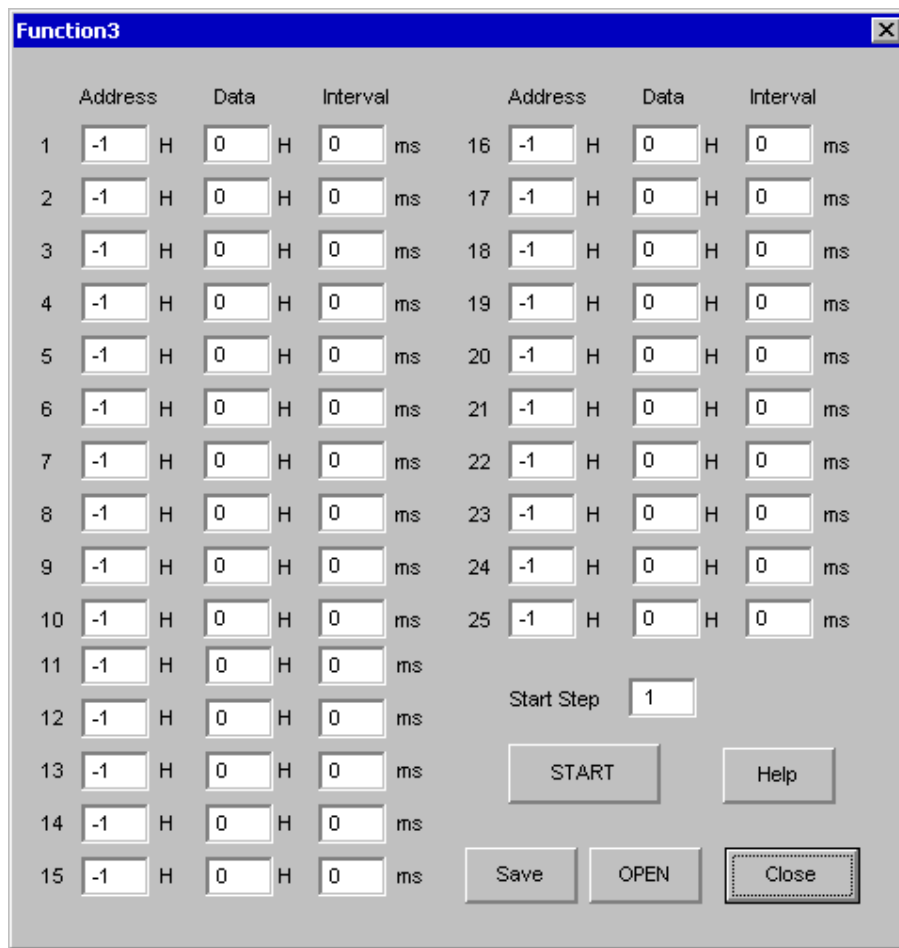 Function3
Address Data Interval Address Data Interval
1 -1 H 0 H 0 ms 16 -1 H 0 H 0 ms
2 -1 H 0 H 0 ms 17 -1 H 0 H 0 ms
3 -1 H 0 H 0 ms 18 -1 H 0 H 0 ms
4 -1 H 0 H 0 ms 19 -1 H 0 H 0 ms
5 -1 H 0 H 0 ms 20 -1 H 0 H 0 ms
6 -1 H 0 H 0 ms 21 -1 H 0 H 0 ms
7 -1 H 0 H 0 ms 22 -1 H 0 H 0 ms
8 -1 H 0 H 0 ms 23 -1 H 0 H 0 ms
9 -1 H 0 H 0 ms 24 -1 H 0 H 0 ms
10 -1 H 0 H 0 ms 25 -1 H 0 H 0 ms
11 -1 H 0 H 0 ms
12 -1 H 0 H 0 ms Start Step 1
13 -1 H 0 H 0 ms START Help
14 -1 H 0 H 0 ms
15 -1 H 0 H 0 ms Save OPEN Close